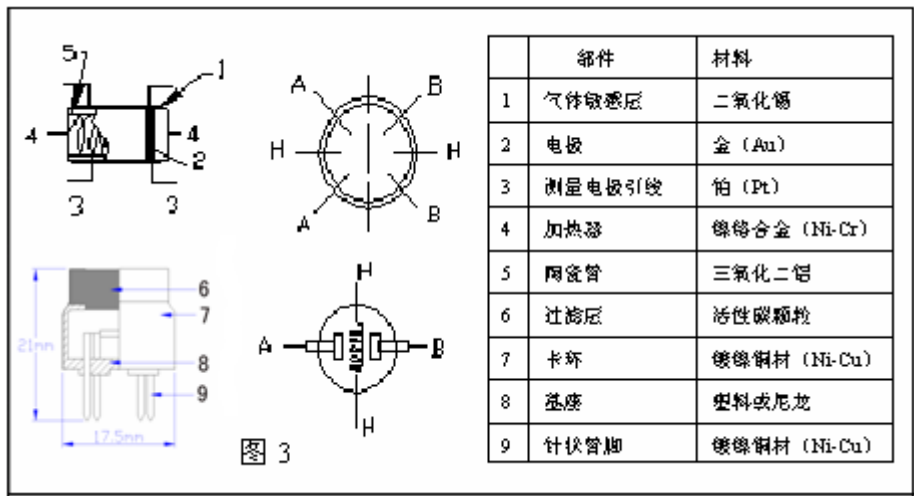 5
1
4
4
2
3
3
A
B
H
H
A
B
6
7
8
9
21mm
17.5mm
H
A
B
H
图 3
部件 材料
1 气体敏感层 二氧化锡
2 电极 金（Au）
3 测量电极引线 铂（Pt）
4 加热器 镍铬合金（Ni-Cr）
5 陶瓷管 三氧化二铝
6 过滤层 活性碳颗粒
7 卡环 镀镍铜材（Ni-Cu）
8 基座 塑料或尼龙
9 针状管脚 镀镍铜材（Ni-Cu）